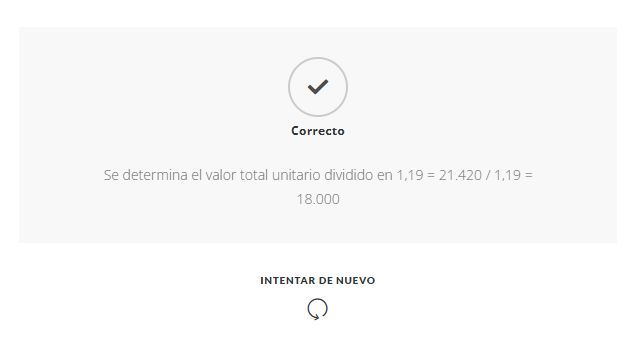 Correcto
Se determina el valor total unitario dividido en 1,19 = 21.420 / 1,19 =
18.000
INTENTAR DE NUEVO